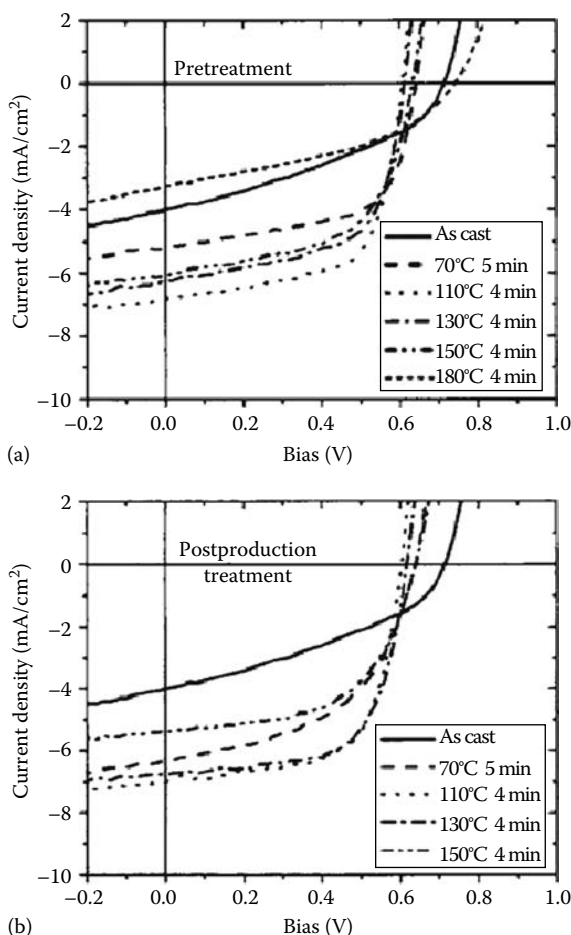 2
Pretreatment
0
−2
−4
−6
−8
−10
Current density (mA/cm²)
As cast
70°C 5 min
110°C 4 min
130°C 4 min
150°C 4 min
180°C 4 min
−0.2 0.0 0.2 0.4 0.6 0.8 1.0
(a)
Bias (V)
2
Postproduction
treatment
0
−2
−4
−6
−8
−10
Current density (mA/cm²)
As cast
70°C 5 min
110°C 4 min
130°C 4 min
150°C 4 min
−0.2 0.0 0.2 0.4 0.6 0.8 1.0
(b)
Bias (V)